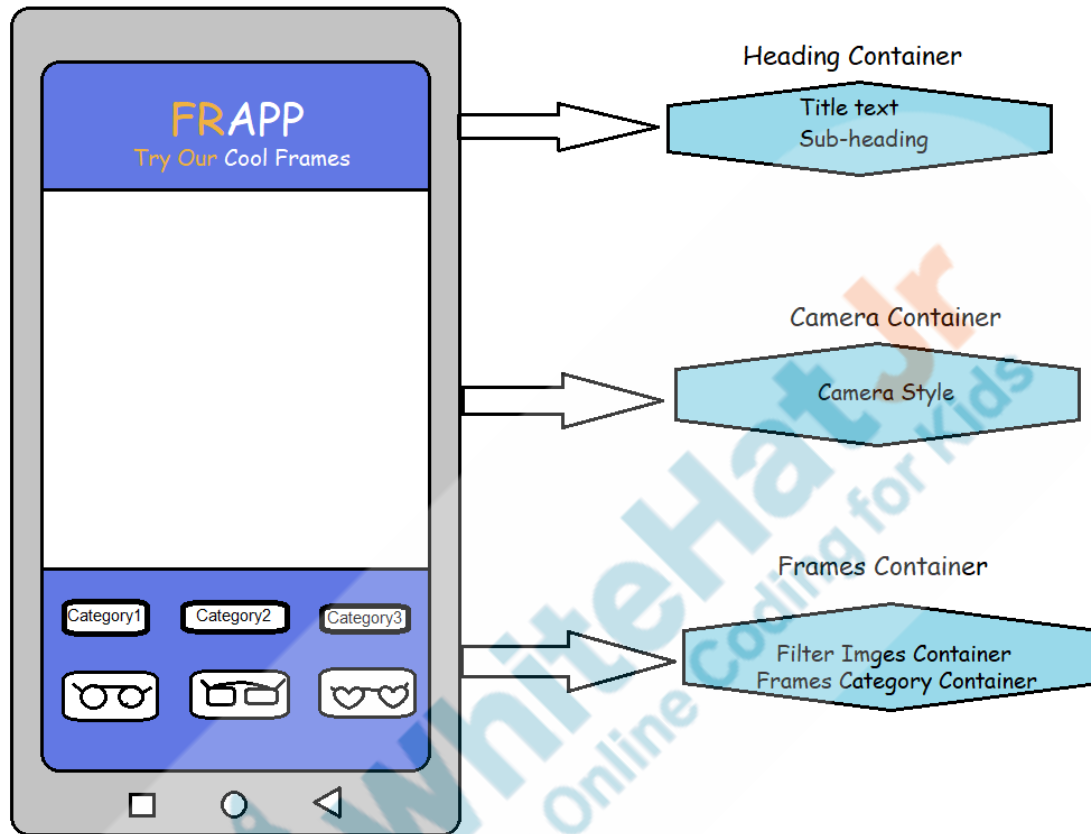 FRAPP
Try Our Cool Frames
Category1
Category2
Category3
Heading Container
Title text
Sub-heading
Camera Container
Camera Style
Frames Container
Filter Imges Container
Frames Category Container
WhiteHat Jr
Online Coding for Kids